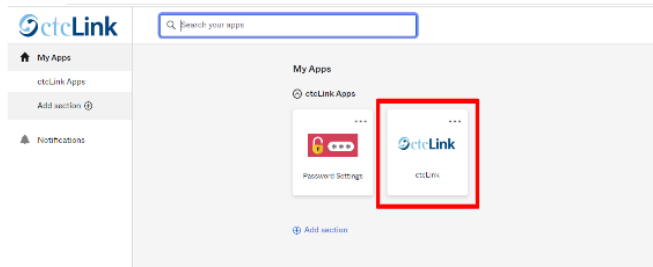 ctcLink
Search your apps
My Apps
ctcLink Apps
Add section
Notifications
My Apps
ctcLink Apps
Password Settings
ctcLink
ctcLink
Add section